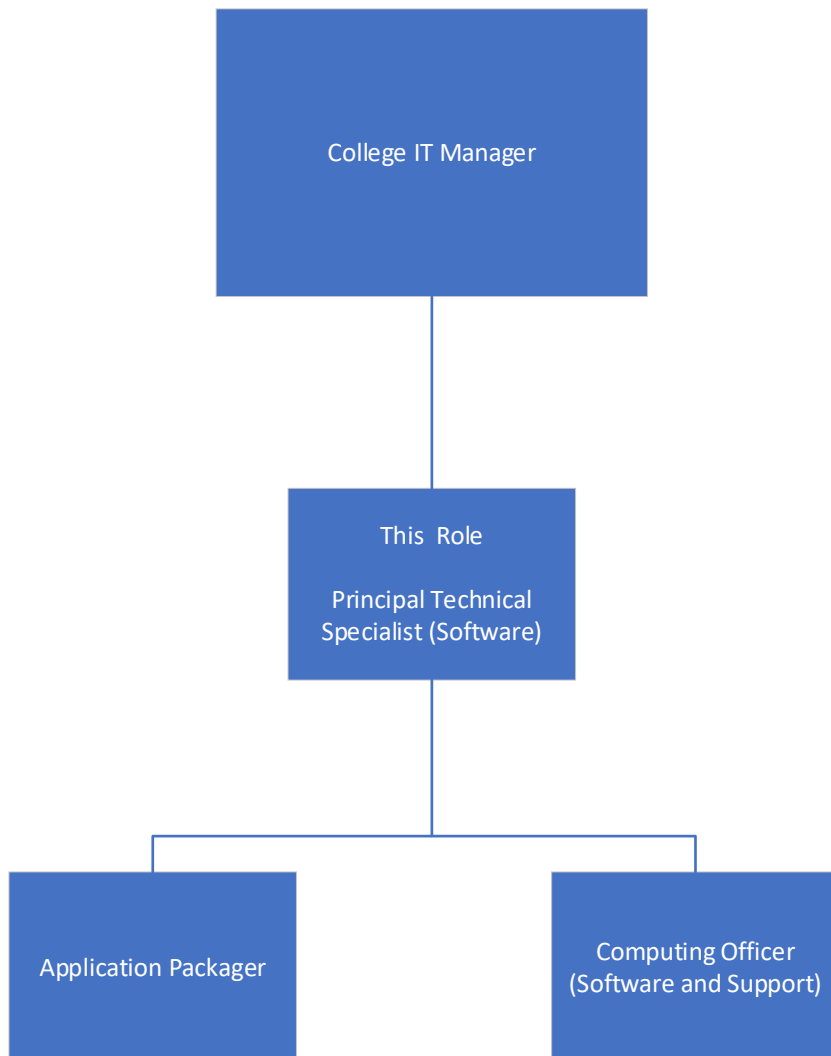 College IT Manager
This Role
Principal Technical
Specialist (Software)
Application Packager
Computing Officer
(Software and Support)